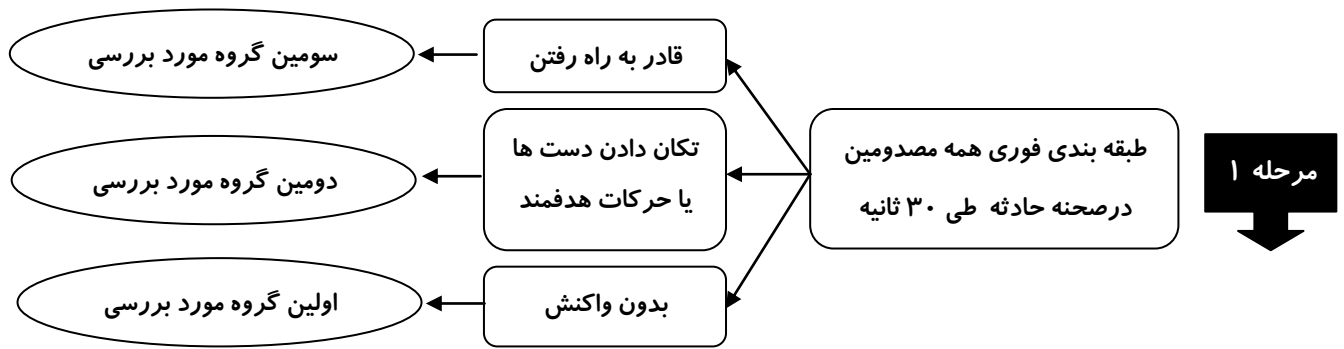 مرحله ۱
طبقه بندی فوری همه مصدومین
درصحنه حادثه طی ۳۰ ثانیه
قادر به راه رفتن
سومین گروه مورد بررسی
تکان دادن دست ها
یا حرکات هدفمند
دومین گروه مورد بررسی
بدون واکنش
اولین گروه مورد بررسی